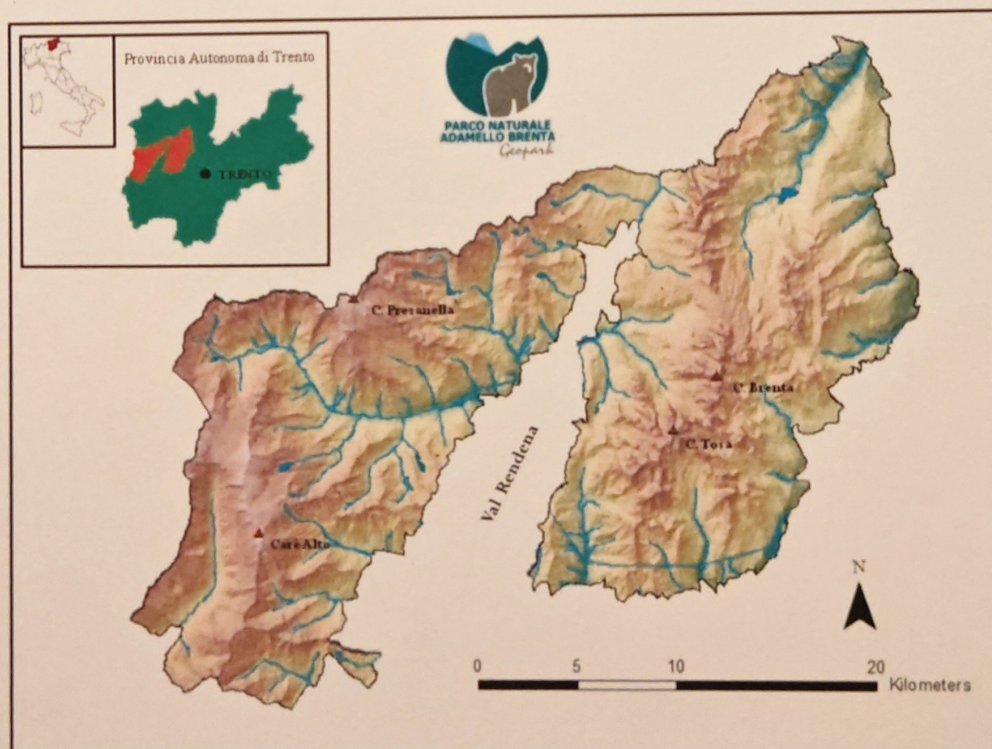 Provincia Autonoma di Trento
TRENTO
PARCO NATURALE
ADAMELLO BRENTA
Geopark
C. Presanella
C. Brenta
C. Tosa
Val Rendena
Carè Alto
N
0 5 10 20
Kilometers